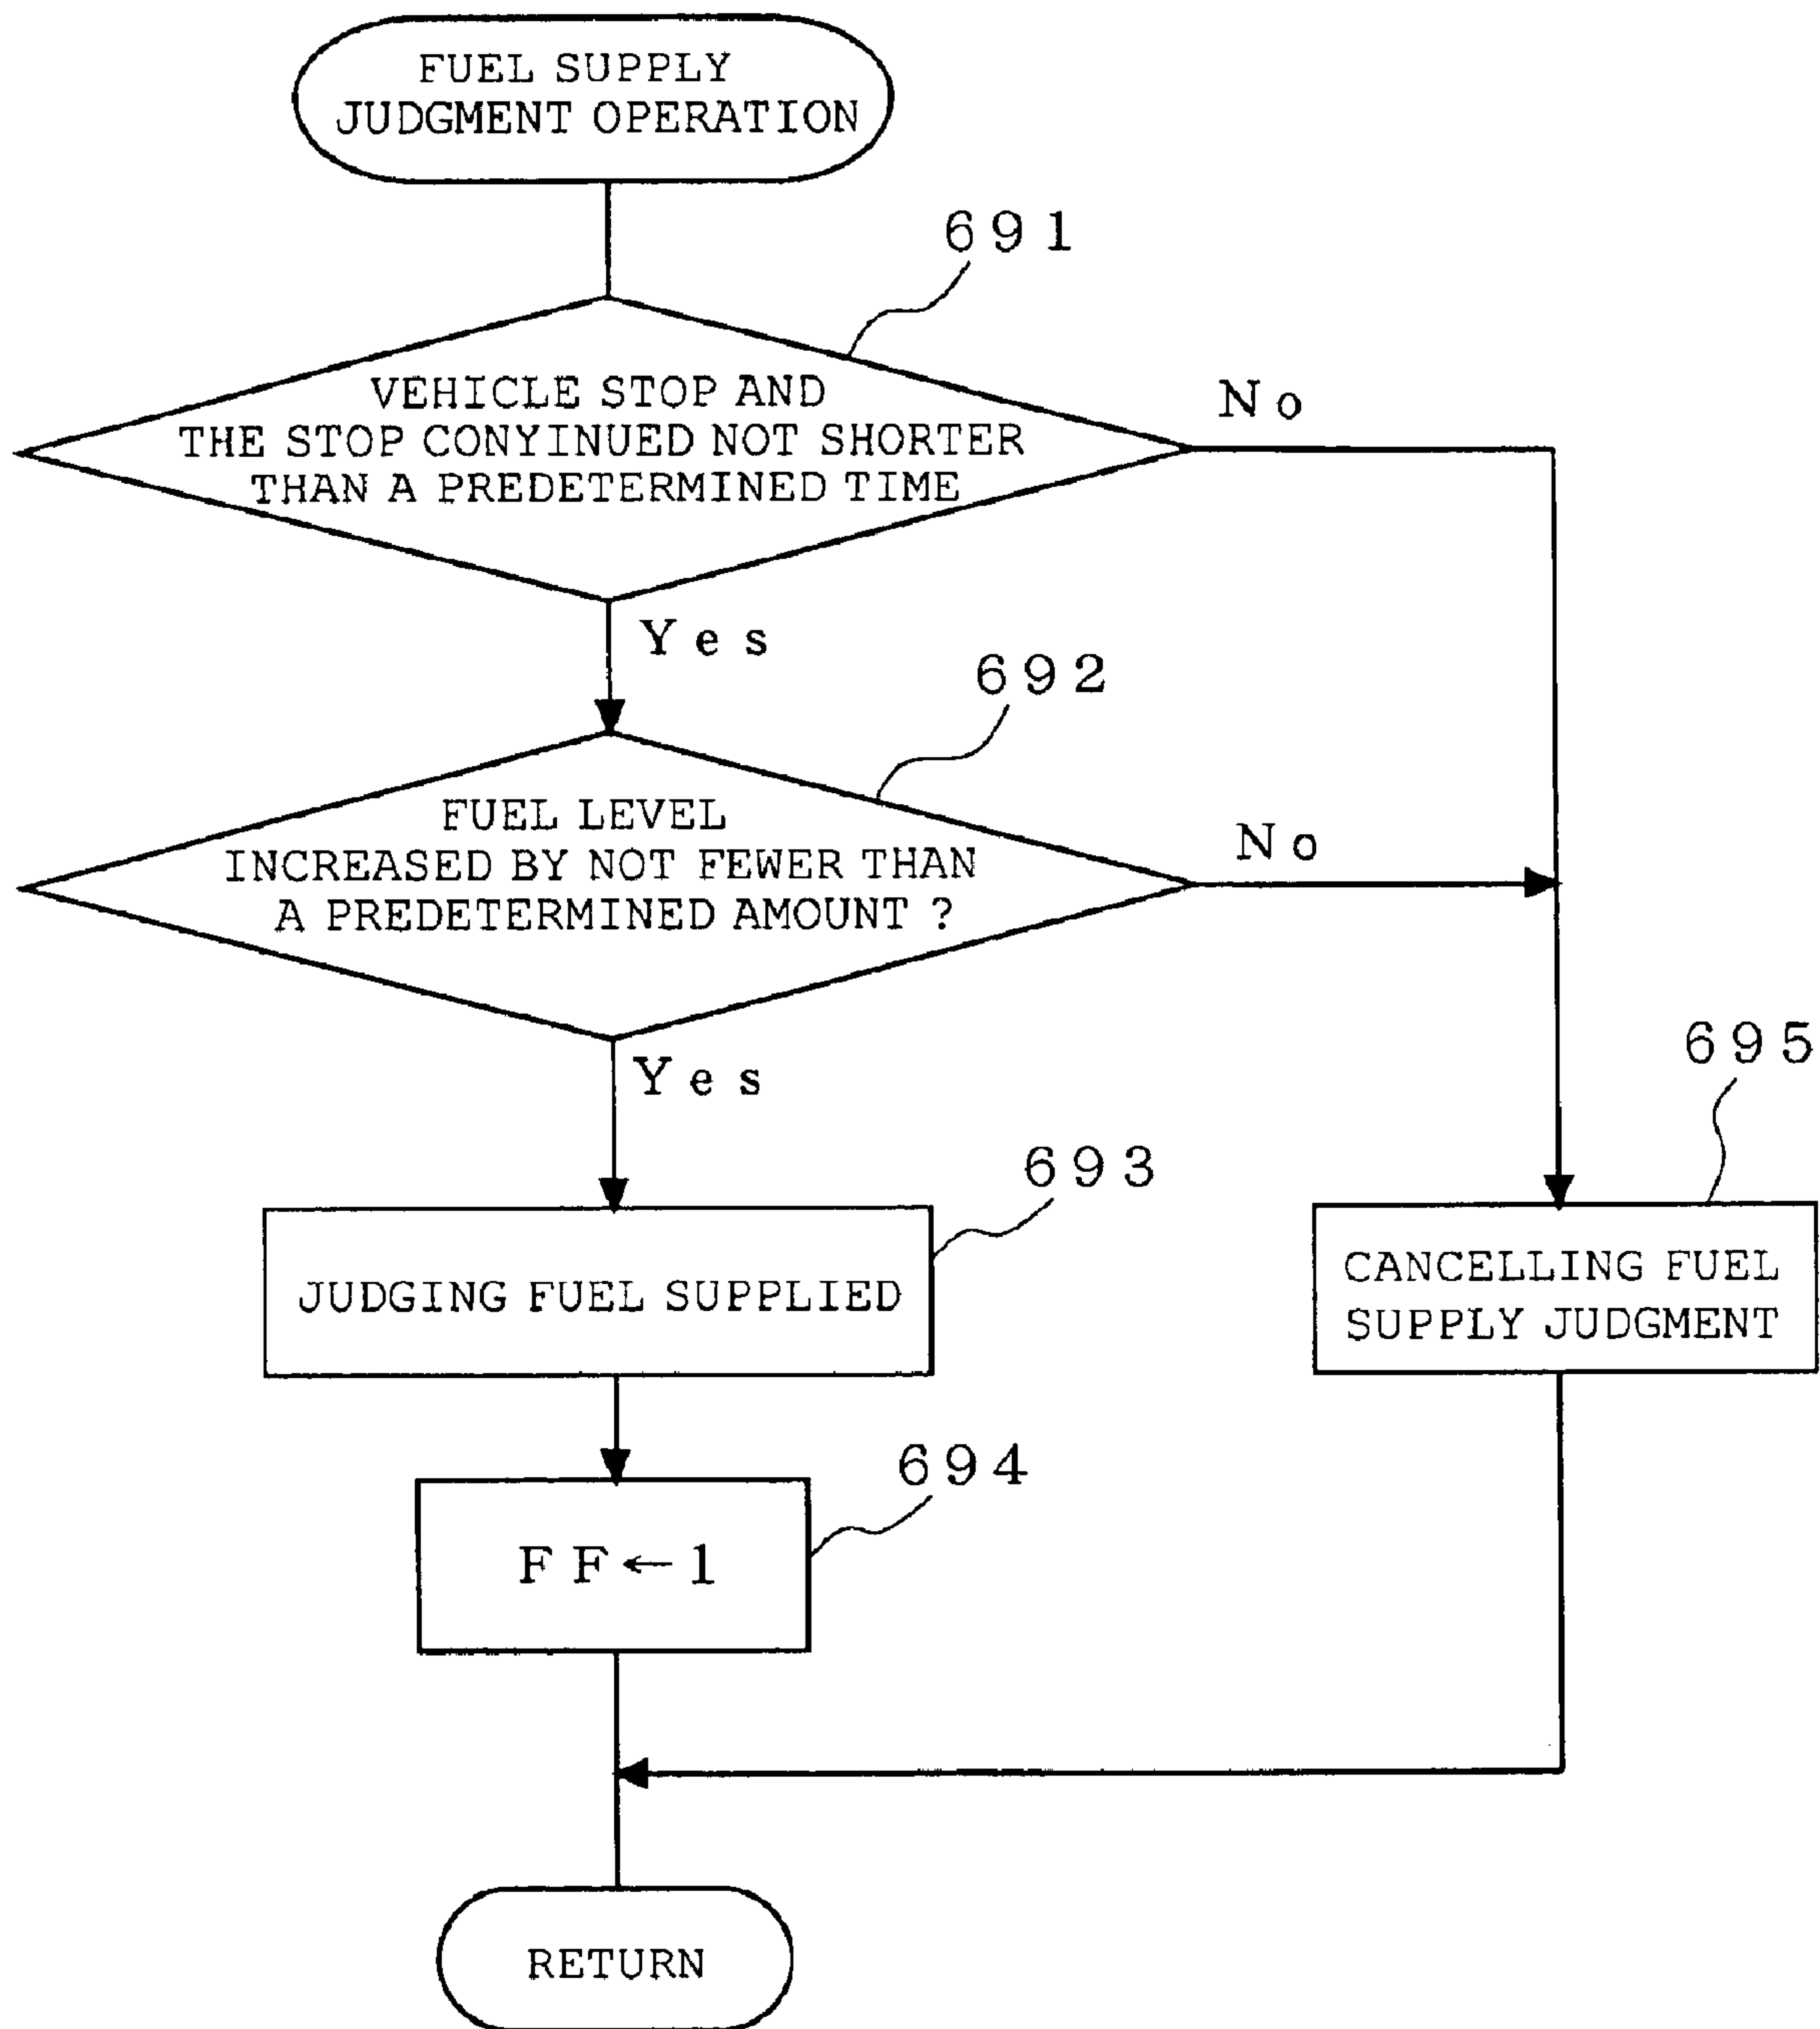 FUEL SUPPLY
JUDGMENT OPERATION
691
VEHICLE STOP AND
THE STOP CONYINUED NOT SHORTER
THAN A PREDETERMINED TIME
No
Yes
692
FUEL LEVEL
INCREASED BY NOT FEWER THAN
A PREDETERMINED AMOUNT ?
No
Yes
693
JUDGING FUEL SUPPLIED
695
CANCELLING FUEL
SUPPLY JUDGMENT
694
FF←1
RETURN